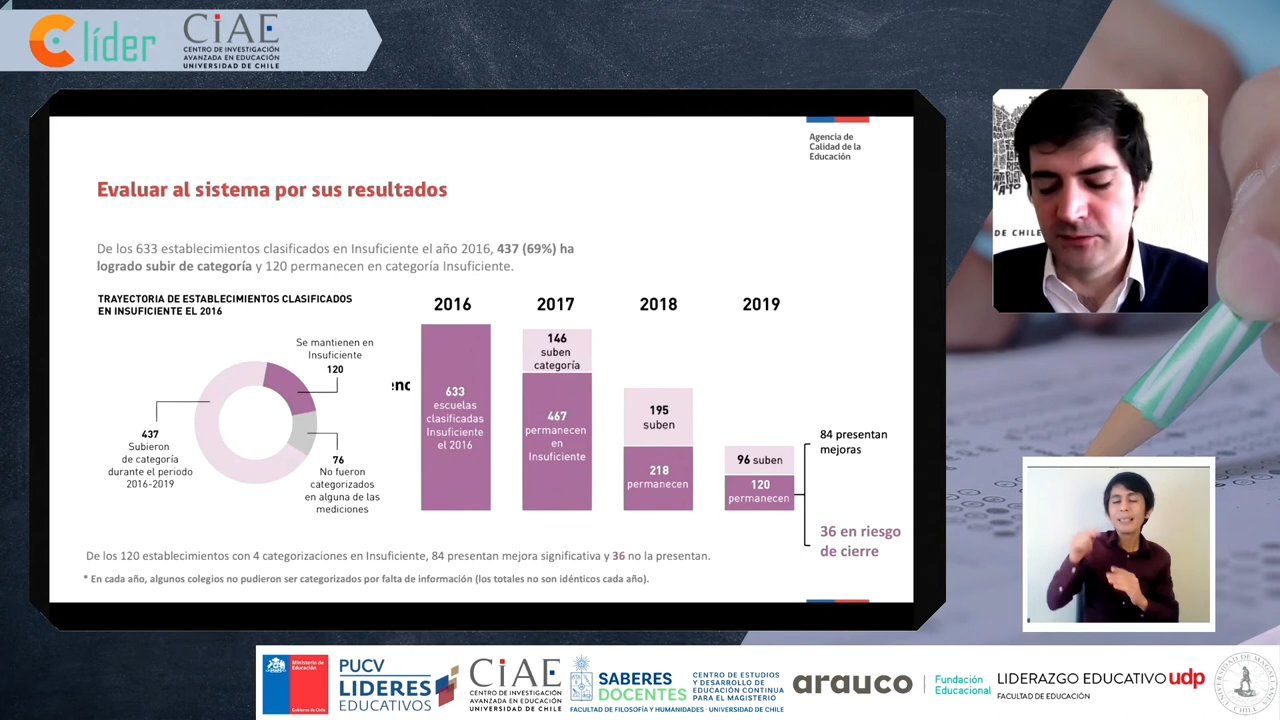 líder
CiAE
CENTRO DE INVESTIGACIÓN
AVANZADA EN EDUCACIÓN
UNIVERSIDAD DE CHILE
Agencia de
Calidad de la
Educación
Evaluar al sistema por sus resultados
De los 633 establecimientos clasificados en Insuficiente el año 2016, 437 (69%) ha
logrado subir de categoría y 120 permanecen en categoría Insuficiente.
TRAYECTORIA DE ESTABLECIMIENTOS CLASIFICADOS
EN INSUFICIENTE EL 2016
Se mantienen en
Insuficiente
120
437
Subieron
de categoría
durante el periodo
2016-2019
76
No fueron
categorizados
en alguna de las
mediciones
2016
2017
2018
2019
633
escuelas
clasificadas
Insuficiente
el 2016
146
suben
categoría
467
permanecen
en
Insuficiente
195
suben
218
permanecen
96 suben
120
permanecen
84 presentan
mejoras
36 en riesgo
de cierre
De los 120 establecimientos con 4 categorizaciones en Insuficiente, 84 presentan mejora significativa y 36 no la presentan.
* En cada año, algunos colegios no pudieron ser categorizados por falta de información (los totales no son idénticos cada año).
DE CHILE
Ministerio de
Educación
Gobierno de Chile
PUCV
LIDERES
EDUCATIVOS
CiAE
CENTRO DE INVESTIGACIÓN
AVANZADA EN EDUCACIÓN
UNIVERSIDAD DE CHILE
SABERES
DOCENTES
CENTRO DE ESTUDIOS
Y DESARROLLO DE
EDUCACIÓN CONTINUA
PARA EL MAGISTERIO
FACULTAD DE FILOSOFÍA Y HUMANIDADES · UNIVERSIDAD DE CHILE
arauco
Fundación
Educacional
LIDERAZGO EDUCATIVO udp
FACULTAD DE EDUCACIÓN